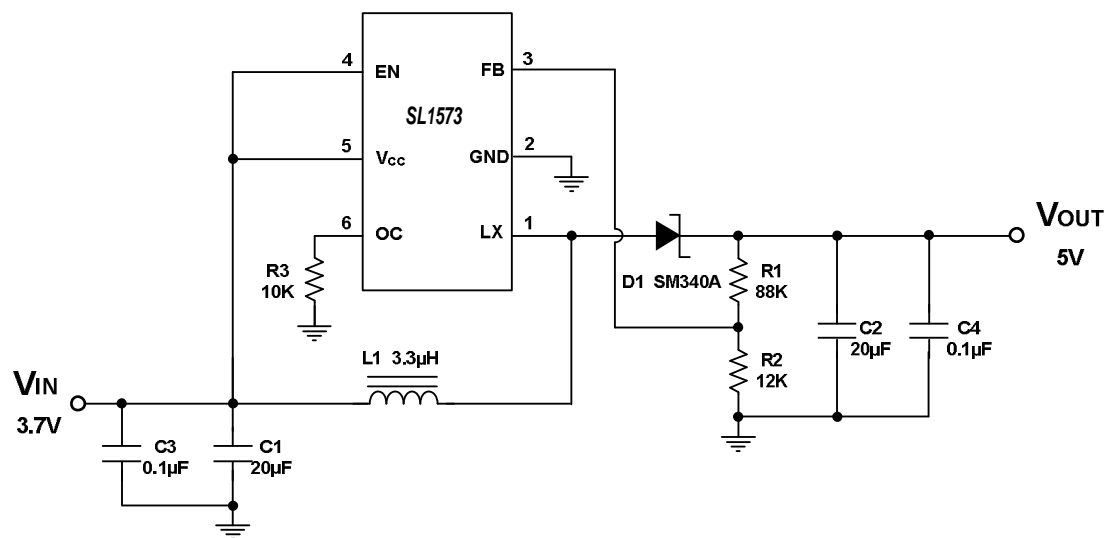 4
EN
FB
3
SL1573
5
VCC
GND
2
6
OC
LX
1
VOUT
5V
R3
10K
D1 SM340A
R1
88K
C2
20µF
C4
0.1µF
L1 3.3µH
R2
12K
VIN
3.7V
C3
0.1µF
C1
20µF